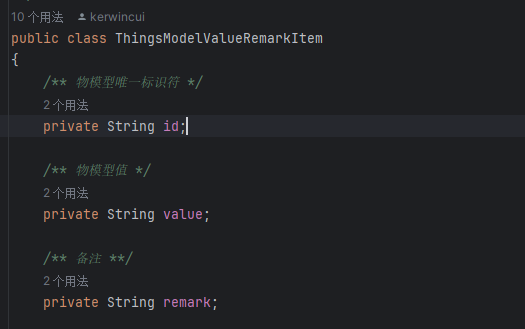 10 个用法 kerwincui
public class ThingsModelValueRemarkItem
{
/** 物模型唯一标识符 */
2 个用法
private String id;
/** 物模型值 */
2 个用法
private String value;
/** 备注 **/
2 个用法
private String remark;